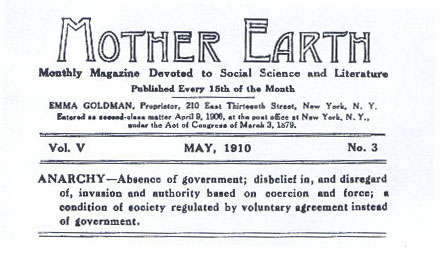 MOTHER EARTH
Monthly Magazine Devoted to Social Science and Literature
Published Every 15th of the Month
EMMA GOLDMAN, Proprietor, 210 East Thirteenth Street, New York, N. Y.
Entered as second-class matter April 9, 1906, at the post office at New York, N. Y.,
under the Act of Congress of March 3, 1879.
Vol. V MAY, 1910 No. 3
ANARCHY—Absence of government; disbelief in, and disregard
of, invasion and authority based on coercion and force; a
condition of society regulated by voluntary agreement instead
of government.